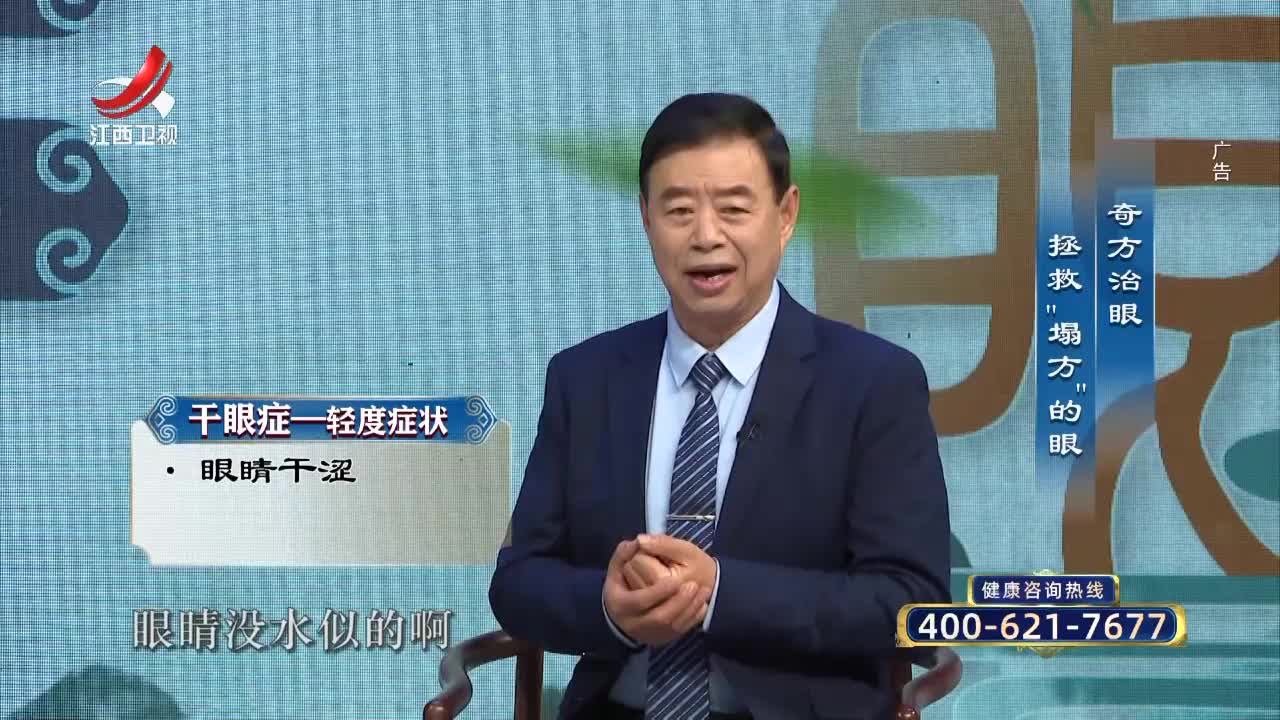 江西卫视
广告
奇方治眼
拯救"塌方"的眼
干眼症—轻度症状
· 眼睛干涩
眼睛没水似的啊
健康咨询热线
400-621-7677